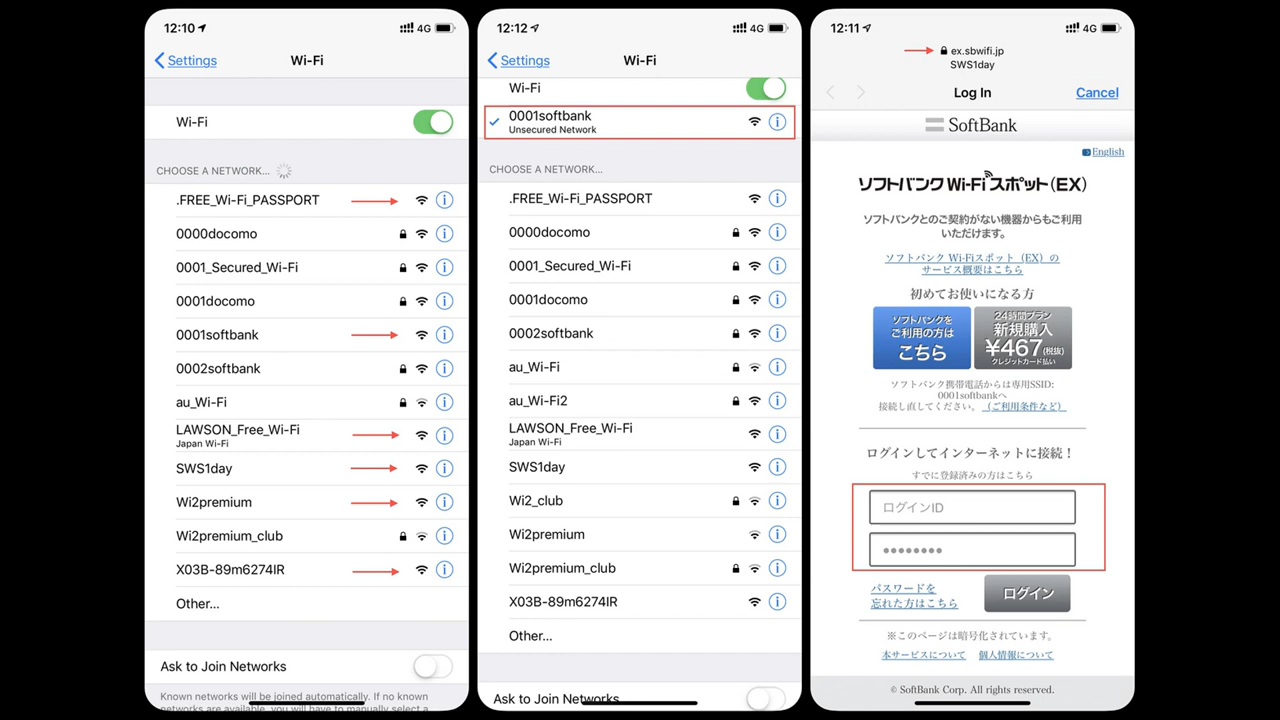 12:10
4G
Settings
Wi-Fi
Wi-Fi
CHOOSE A NETWORK...
.FREE_Wi-Fi_PASSPORT
0000docomo
0001_Secured_Wi-Fi
0001docomo
0001softbank
0002softbank
au_Wi-Fi
LAWSON_Free_Wi-Fi
Japan Wi-Fi
SWS1day
Wi2premium
Wi2premium_club
X03B-89m6274IR
Other...
Ask to Join Networks
Known networks will be joined automatically. If no known
networks are available, you will have to manually select a
12:12
4G
Settings
Wi-Fi
Wi-Fi
0001softbank
Unsecured Network
CHOOSE A NETWORK...
.FREE_Wi-Fi_PASSPORT
0000docomo
0001_Secured_Wi-Fi
0001docomo
0002softbank
au_Wi-Fi
au_Wi-Fi2
LAWSON_Free_Wi-Fi
Japan Wi-Fi
SWS1day
Wi2_club
Wi2premium
Wi2premium_club
X03B-89m6274IR
Other...
Ask to Join Networks
12:11
4G
ex.sbwifi.jp
SWS1day
Log In
Cancel
SoftBank
English
ソフトバンク Wi-Fiスポット(EX)
ソフトバンクとのご契約がない機器からもご利用
いただけます。
ソフトバンク Wi-Fiスポット（EX）の
サービス概要はこちら
初めてお使いになる方
ソフトバンクを
ご利用の方は
こちら
24時間プラン
新規購入
¥467(税抜)
クレジットカード払い
ソフトバンク携帯電話からは専用SSID:
0001softbankへ
接続し直してください。（ご利用条件など）
ログインしてインターネットに接続！
すでに登録済みの方はこちら
ログインID
●●●●●●●●
パスワードを
忘れた方はこちら
ログイン
※このページは暗号化されています。
本サービスについて 個人情報について
© SoftBank Corp. All rights reserved.